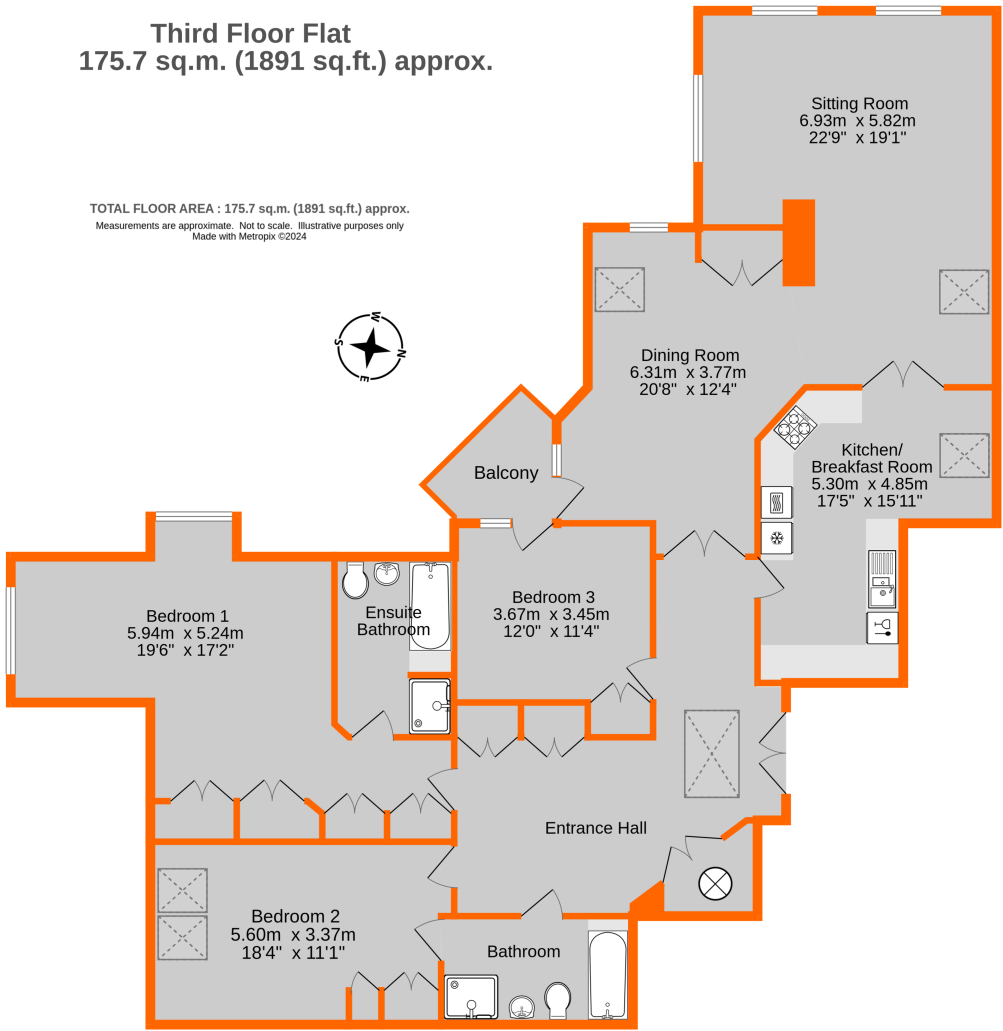 Third Floor Flat
175.7 sq.m. (1891 sq.ft.) approx.
TOTAL FLOOR AREA : 175.7 sq.m. (1891 sq.ft.) approx.
Measurements are approximate. Not to scale. Illustrative purposes only
Made with Metropix ©2024
Sitting Room
6.93m x 5.82m
22'9" x 19'1"
W
S
N
E
Dining Room
6.31m x 3.77m
20'8" x 12'4"
Kitchen/
Breakfast Room
5.30m x 4.85m
17'5" x 15'11"
Balcony
Bedroom 1
5.94m x 5.24m
19'6" x 17'2"
Ensuite
Bathroom
Bedroom 3
3.67m x 3.45m
12'0" x 11'4"
Entrance Hall
Bedroom 2
5.60m x 3.37m
18'4" x 11'1"
Bathroom